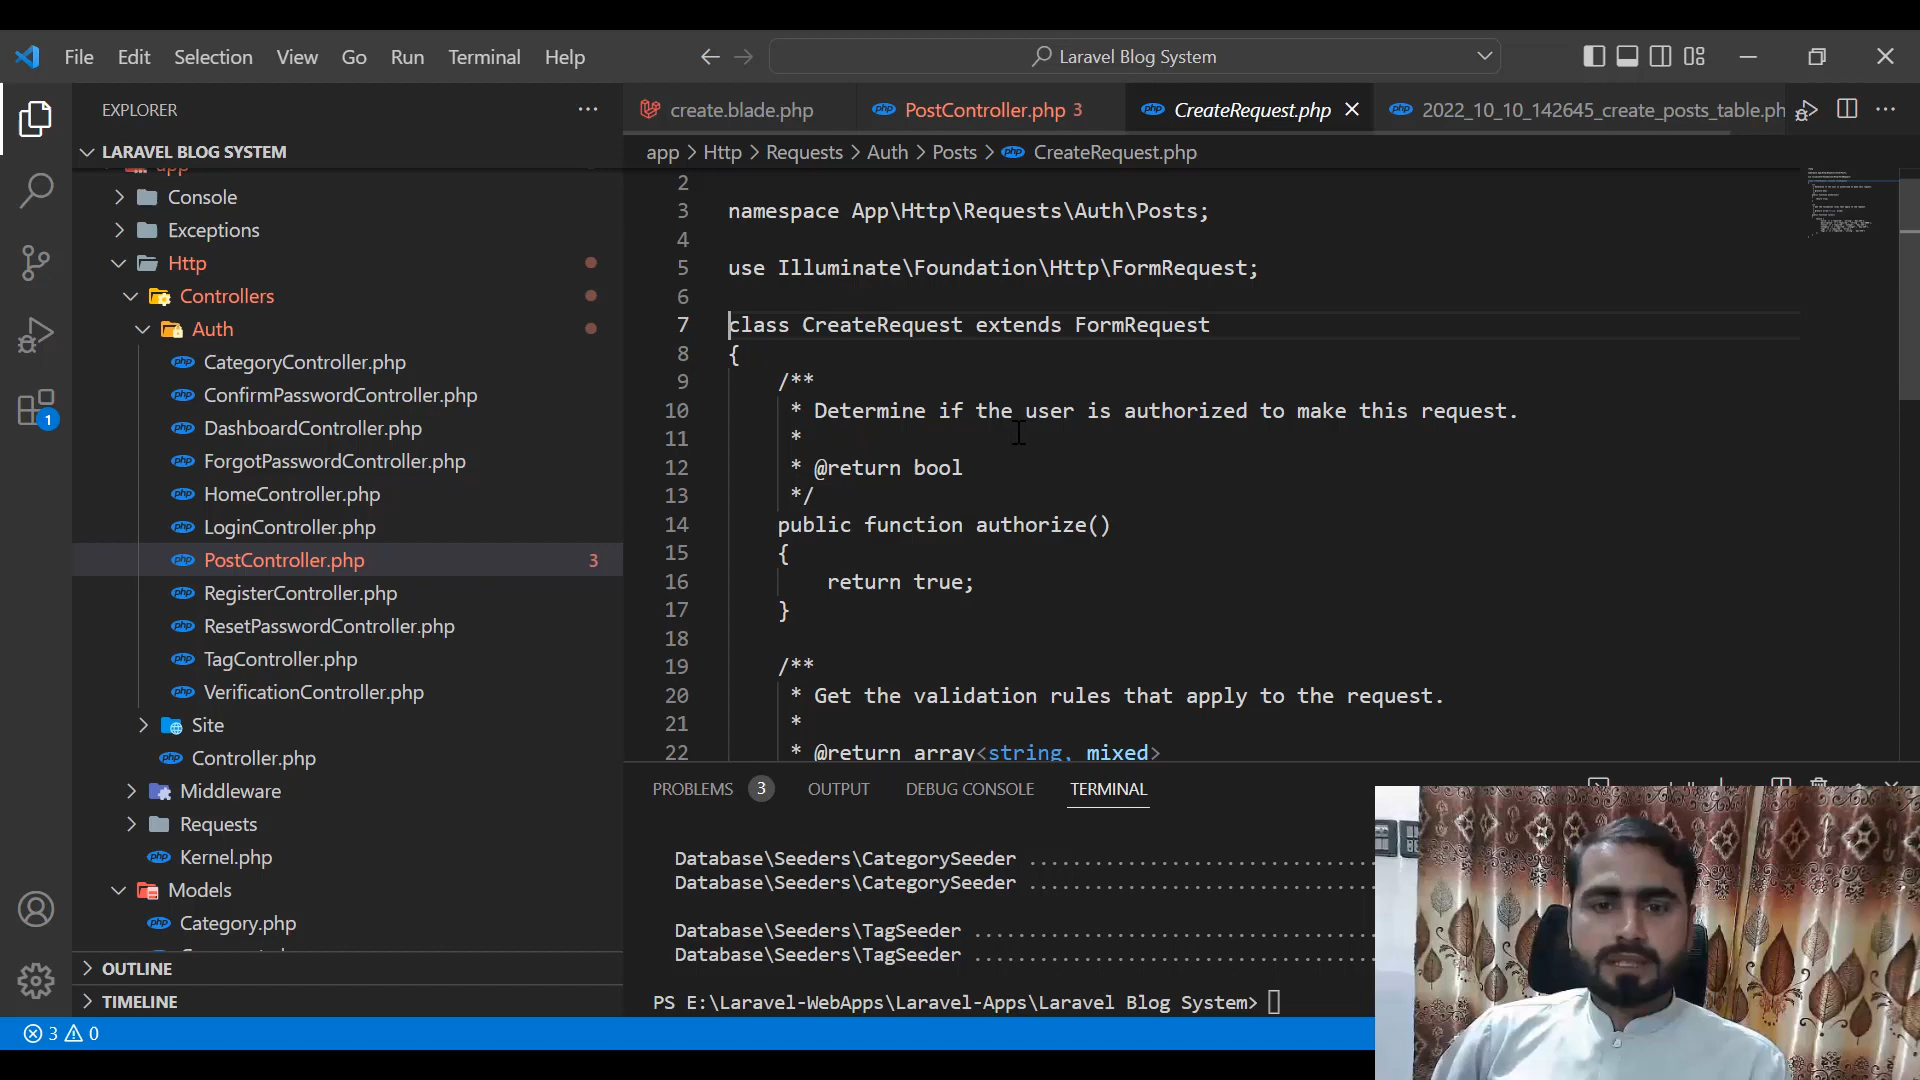 File Edit Selection View Go Run Terminal Help
Laravel Blog System
EXPLORER
LARAVEL BLOG SYSTEM
app
Console
Exceptions
Http
Controllers
Auth
CategoryController.php
ConfirmPasswordController.php
DashboardController.php
ForgotPasswordController.php
HomeController.php
LoginController.php
PostController.php 3
RegisterController.php
ResetPasswordController.php
TagController.php
VerificationController.php
Site
Controller.php
Middleware
Requests
Kernel.php
Models
Category.php
OUTLINE
TIMELINE
1
3 0
create.blade.php PostController.php 3 CreateRequest.php 2022_10_10_142645_create_posts_table.ph
app > Http > Requests > Auth > Posts > CreateRequest.php
2
3 namespace App\Http\Requests\Auth\Posts;
4
5 use Illuminate\Foundation\Http\FormRequest;
6
7 class CreateRequest extends FormRequest
8 {
9 /**
10 * Determine if the user is authorized to make this request.
11 *
12 * @return bool
13 */
14 public function authorize()
15 {
16 return true;
17 }
18
19 /**
20 * Get the validation rules that apply to the request.
21 *
22 * @return array<string, mixed>
PROBLEMS 3 OUTPUT DEBUG CONSOLE TERMINAL
Database\Seeders\CategorySeeder ............................
Database\Seeders\CategorySeeder ............................
Database\Seeders\TagSeeder .................................
Database\Seeders\TagSeeder .................................
PS E:\Laravel-WebApps\Laravel-Apps\Laravel Blog System>